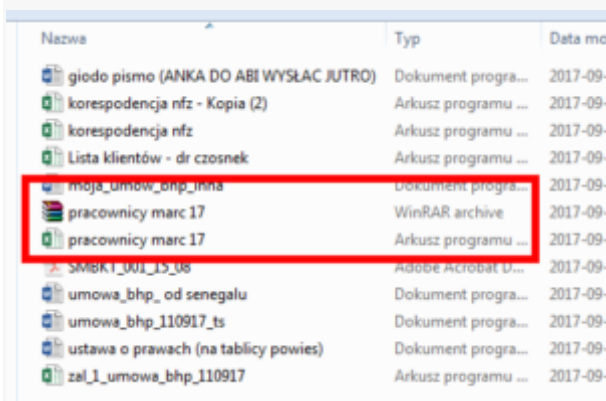 Nazwa Typ Data mo
giodo pismo (ANKA DO ABI WYSŁAC JUTRO) Dokument progra... 2017-09-
korespodencja nfz - Kopia (2) Arkusz programu ... 2017-09-
korespodencja nfz Arkusz programu ... 2017-09-
Lista klientów - dr czosnek Arkusz programu ... 2017-09-
moja_umow_bhp_inna Dokument progra... 2017-09-
pracownicy marc 17 WinRAR archive 2017-09-
pracownicy marc 17 Arkusz programu ... 2017-09-
SMBKT_001_15_08 Adobe Acrobat D... 2017-09-
umowa_bhp_ od senegalu Dokument progra... 2017-09-
umowa_bhp_110917_ts Dokument progra... 2017-09-
ustawa o prawach (na tablicy powies) Dokument progra... 2017-09-
zal_1_umowa_bhp_110917 Arkusz programu ... 2017-09-